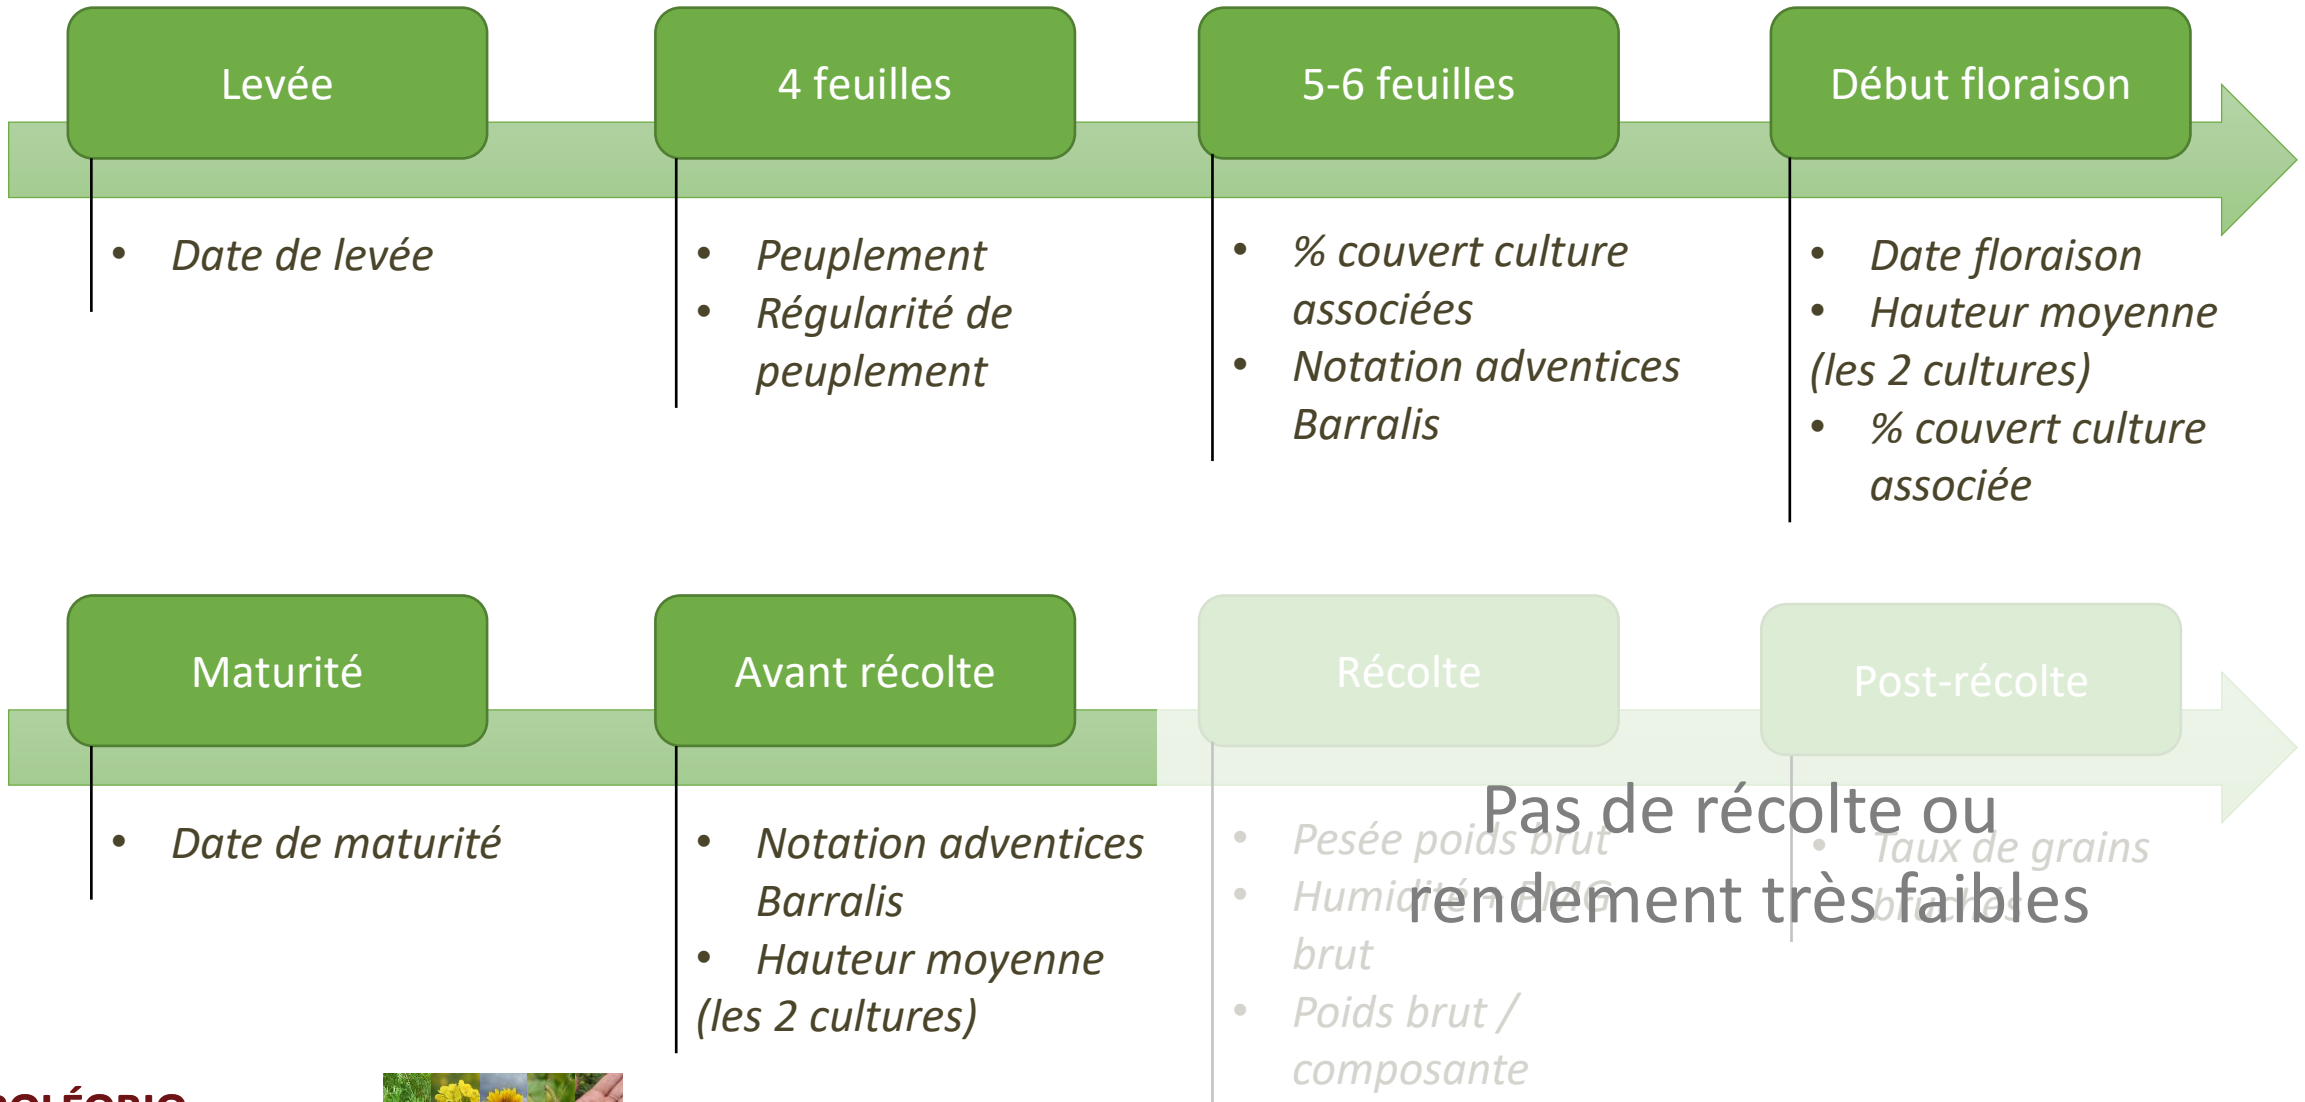 Levée
4 feuilles
5-6 feuilles
Début floraison
• Date de levée
• Peuplement
• Régularité de
peuplement
• % couvert culture
associées
• Notation adventices
Barralis
• Date floraison
• Hauteur moyenne
(les 2 cultures)
• % couvert culture
associée
Maturité
Avant récolte
Récolte
Post-récolte
• Date de maturité
• Notation adventices
Barralis
• Hauteur moyenne
(les 2 cultures)
• Pesée poids brut
• Humidité + PMG
brut
• Poids brut /
composante
• Taux de grains
bruchés
Pas de récolte ou
rendement très faibles